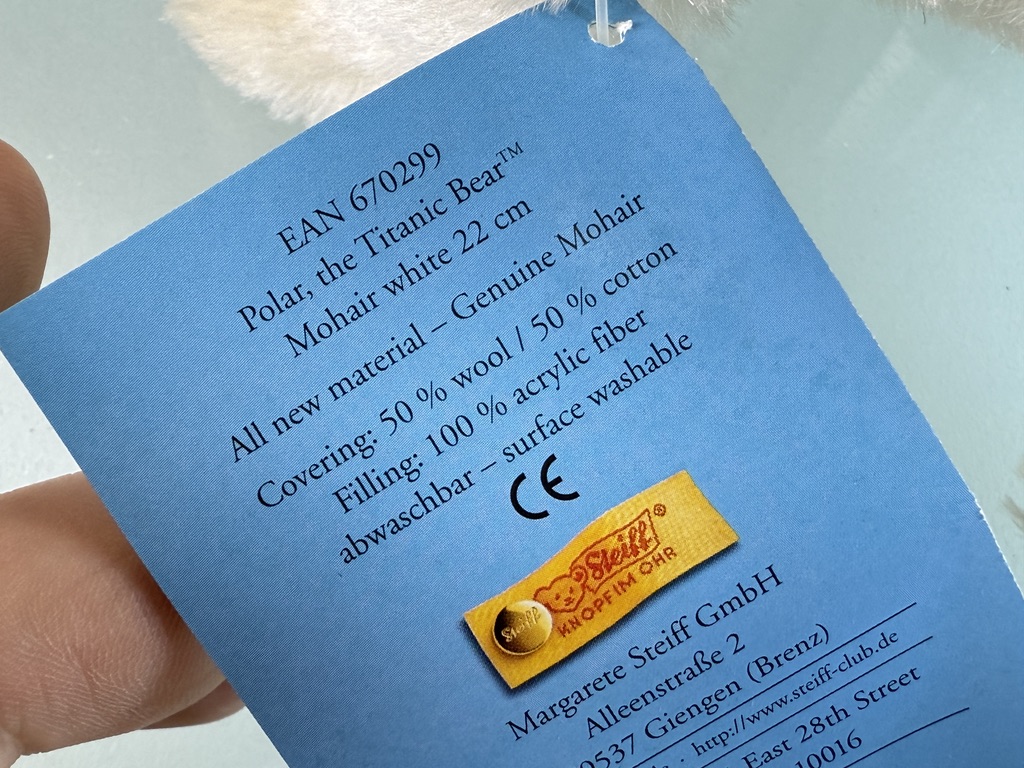 EAN 670299
Polar, the Titanic Bear™
Mohair white 22 cm
All new material – Genuine Mohair
Covering: 50 % wool / 50 % cotton
Filling: 100 % acrylic fiber
abwaschbar – surface washable
CE
Steiff®
KNOPF IM OHR
Steiff
Margarete Steiff GmbH
Alleenstraße 2
9537 Giengen (Brenz)
http://www.steiff-club.de
East 28th Street
10016